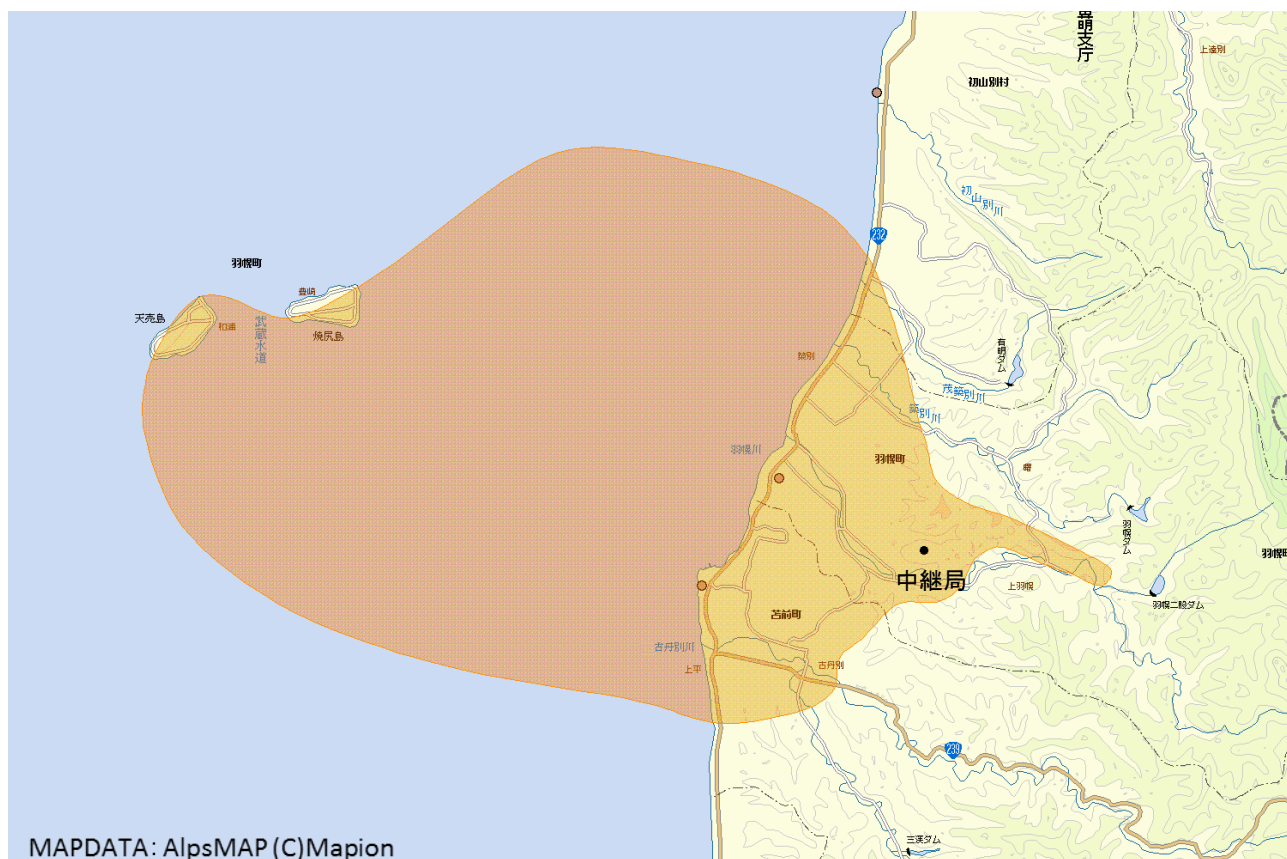 上遠別
初山別村
初山別川
232
羽幌町
豊崎
天売島
和浦
武蔵水道
焼尻島
築別
有明ダム
茂築別川
築別川
羽幌川
羽幌町
曙
羽幌ダム
中継局
上羽幌
羽幌町
羽幌二股ダム
苫前町
古丹別川
古丹別
上平
239
三渓ダム
MAPDATA: AlpsMAP (C)Mapion